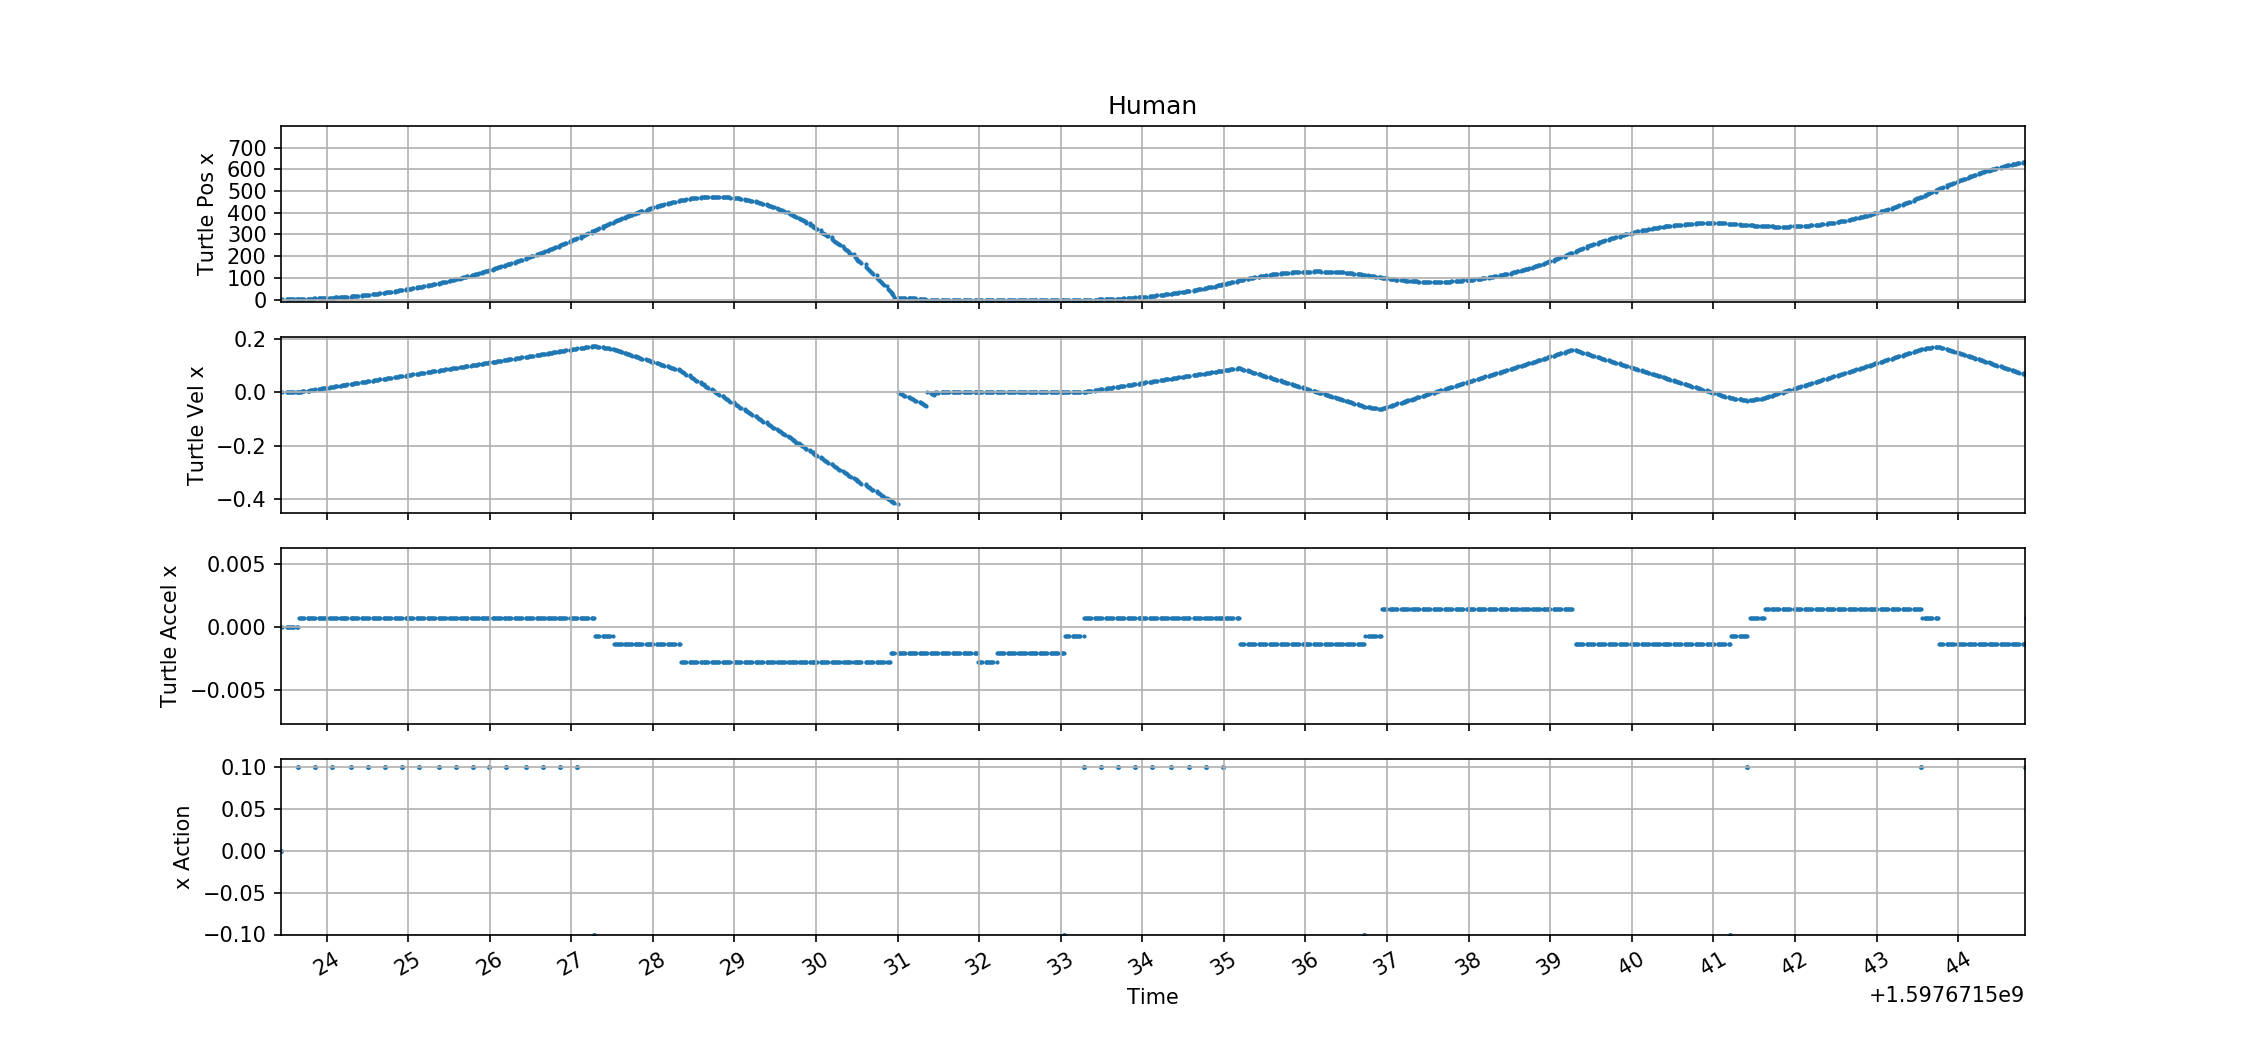 Human
Turtle Pos x
700
600
500
400
300
200
100
0
Turtle Vel x
0.2
0.0
−0.2
−0.4
Turtle Accel x
0.005
0.000
−0.005
x Action
0.10
0.05
0.00
−0.05
−0.10
24 25 26 27 28 29 30 31 32 33 34 35 36 37 38 39 40 41 42 43 44
Time
+1.5976715e9